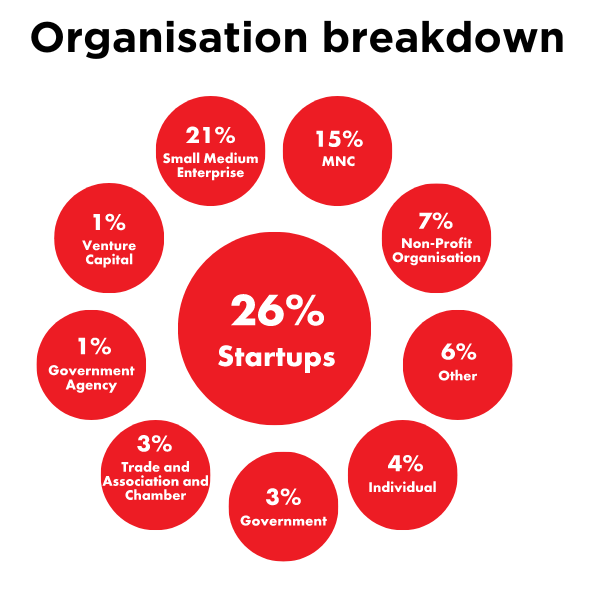 Organisation breakdown
21%
Small Medium
Enterprise
15%
MNC
1%
Venture
Capital
7%
Non-Profit
Organisation
26%
Startups
1%
Government
Agency
6%
Other
3%
Trade and
Association and
Chamber
4%
Individual
3%
Government